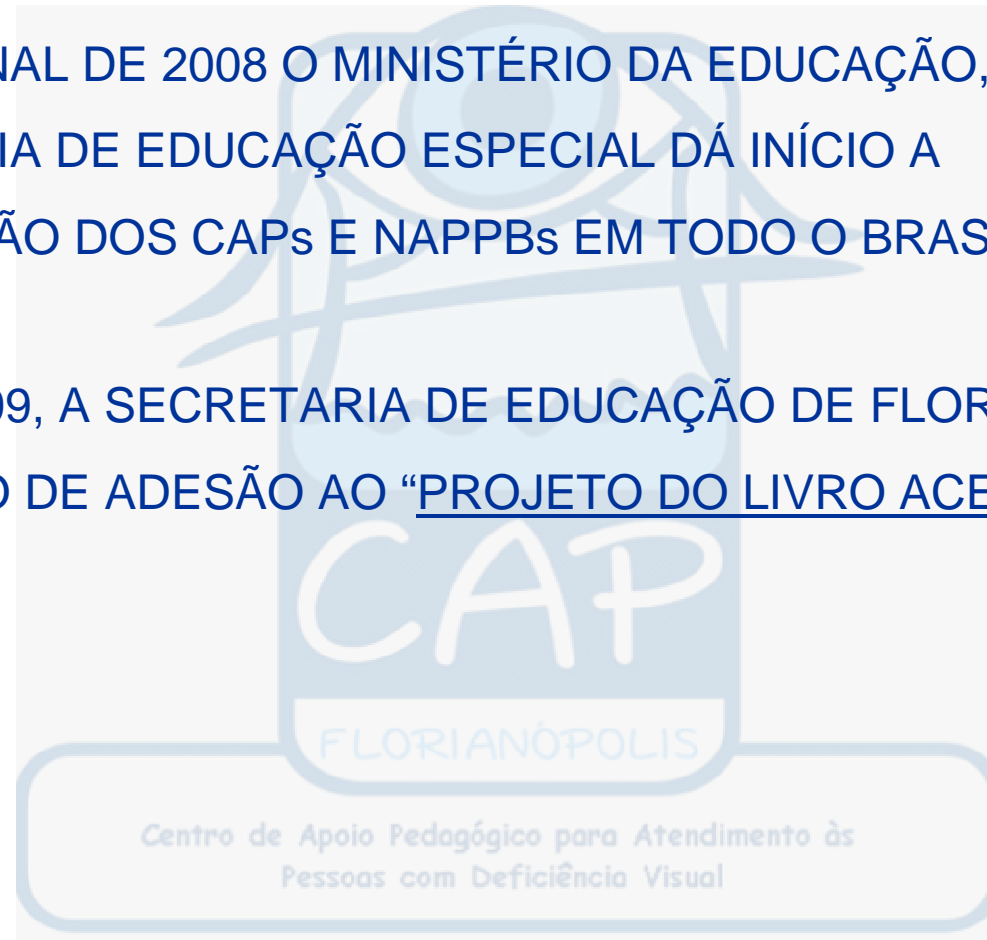 NAL DE 2008 O MINISTÉRIO DA EDUCAÇÃO,
IA DE EDUCAÇÃO ESPECIAL DÁ INÍCIO A
ÃO DOS CAPs E NAPPBs EM TODO O BRAS
09, A SECRETARIA DE EDUCAÇÃO DE FLOR
O DE ADESÃO AO “PROJETO DO LIVRO ACE
CAP
FLORIANÓPOLIS
Centro de Apoio Pedagógico para Atendimento às
Pessoas com Deficiência Visual